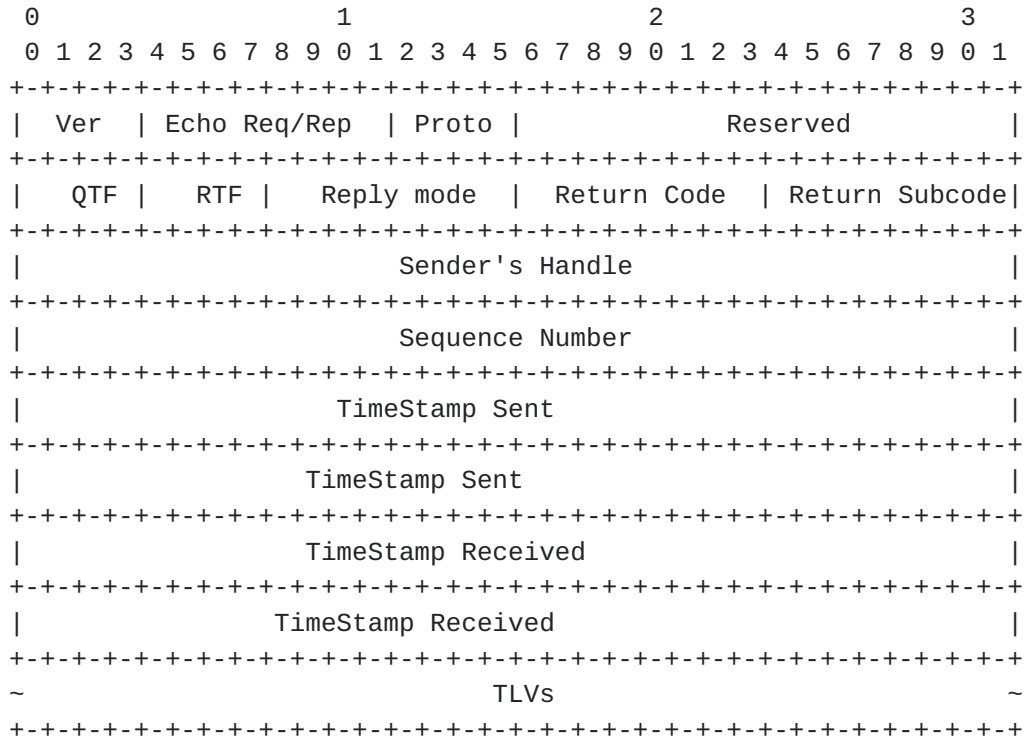 0                   1                   2                   3
 0 1 2 3 4 5 6 7 8 9 0 1 2 3 4 5 6 7 8 9 0 1 2 3 4 5 6 7 8 9 0 1
+-+-+-+-+-+-+-+-+-+-+-+-+-+-+-+-+-+-+-+-+-+-+-+-+-+-+-+-+-+-+-+-+
|  Ver  | Echo Req/Rep  | Proto |             Reserved          |
+-+-+-+-+-+-+-+-+-+-+-+-+-+-+-+-+-+-+-+-+-+-+-+-+-+-+-+-+-+-+-+-+
|   QTF |   RTF |   Reply mode  |  Return Code  | Return Subcode|
+-+-+-+-+-+-+-+-+-+-+-+-+-+-+-+-+-+-+-+-+-+-+-+-+-+-+-+-+-+-+-+-+
|                        Sender's Handle                        |
+-+-+-+-+-+-+-+-+-+-+-+-+-+-+-+-+-+-+-+-+-+-+-+-+-+-+-+-+-+-+-+-+
|                        Sequence Number                        |
+-+-+-+-+-+-+-+-+-+-+-+-+-+-+-+-+-+-+-+-+-+-+-+-+-+-+-+-+-+-+-+-+
|                    TimeStamp Sent                             |
+-+-+-+-+-+-+-+-+-+-+-+-+-+-+-+-+-+-+-+-+-+-+-+-+-+-+-+-+-+-+-+-+
|                  TimeStamp Sent                               |
+-+-+-+-+-+-+-+-+-+-+-+-+-+-+-+-+-+-+-+-+-+-+-+-+-+-+-+-+-+-+-+-+
|                  TimeStamp Received                           |
+-+-+-+-+-+-+-+-+-+-+-+-+-+-+-+-+-+-+-+-+-+-+-+-+-+-+-+-+-+-+-+-+
|                TimeStamp Received                             |
+-+-+-+-+-+-+-+-+-+-+-+-+-+-+-+-+-+-+-+-+-+-+-+-+-+-+-+-+-+-+-+-+
~                              TLVs                             ~
+-+-+-+-+-+-+-+-+-+-+-+-+-+-+-+-+-+-+-+-+-+-+-+-+-+-+-+-+-+-+-+-+